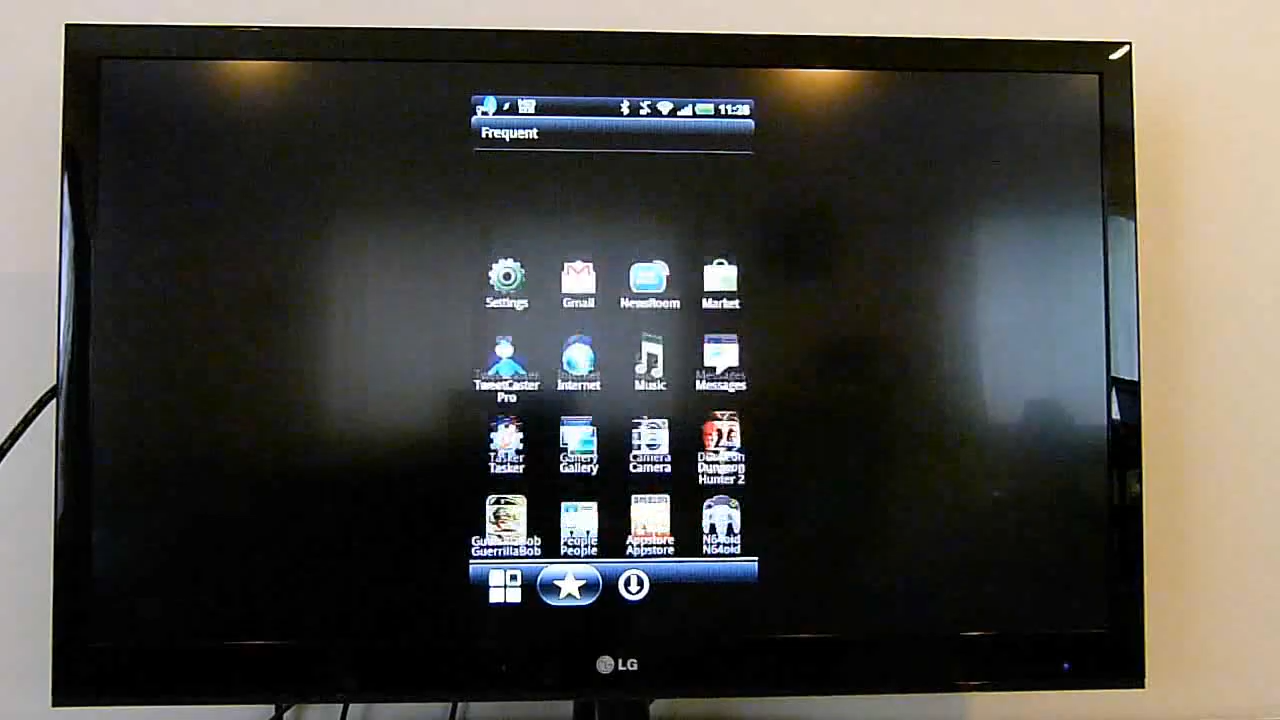 11:28
Frequent
Settings Gmail NewsRoom Market
TweetCaster Internet Music Messages
Pro
Tasker Gallery Camera Dungeon
Hunter 2
GuerrillaBob People Appstore N64oid
LG